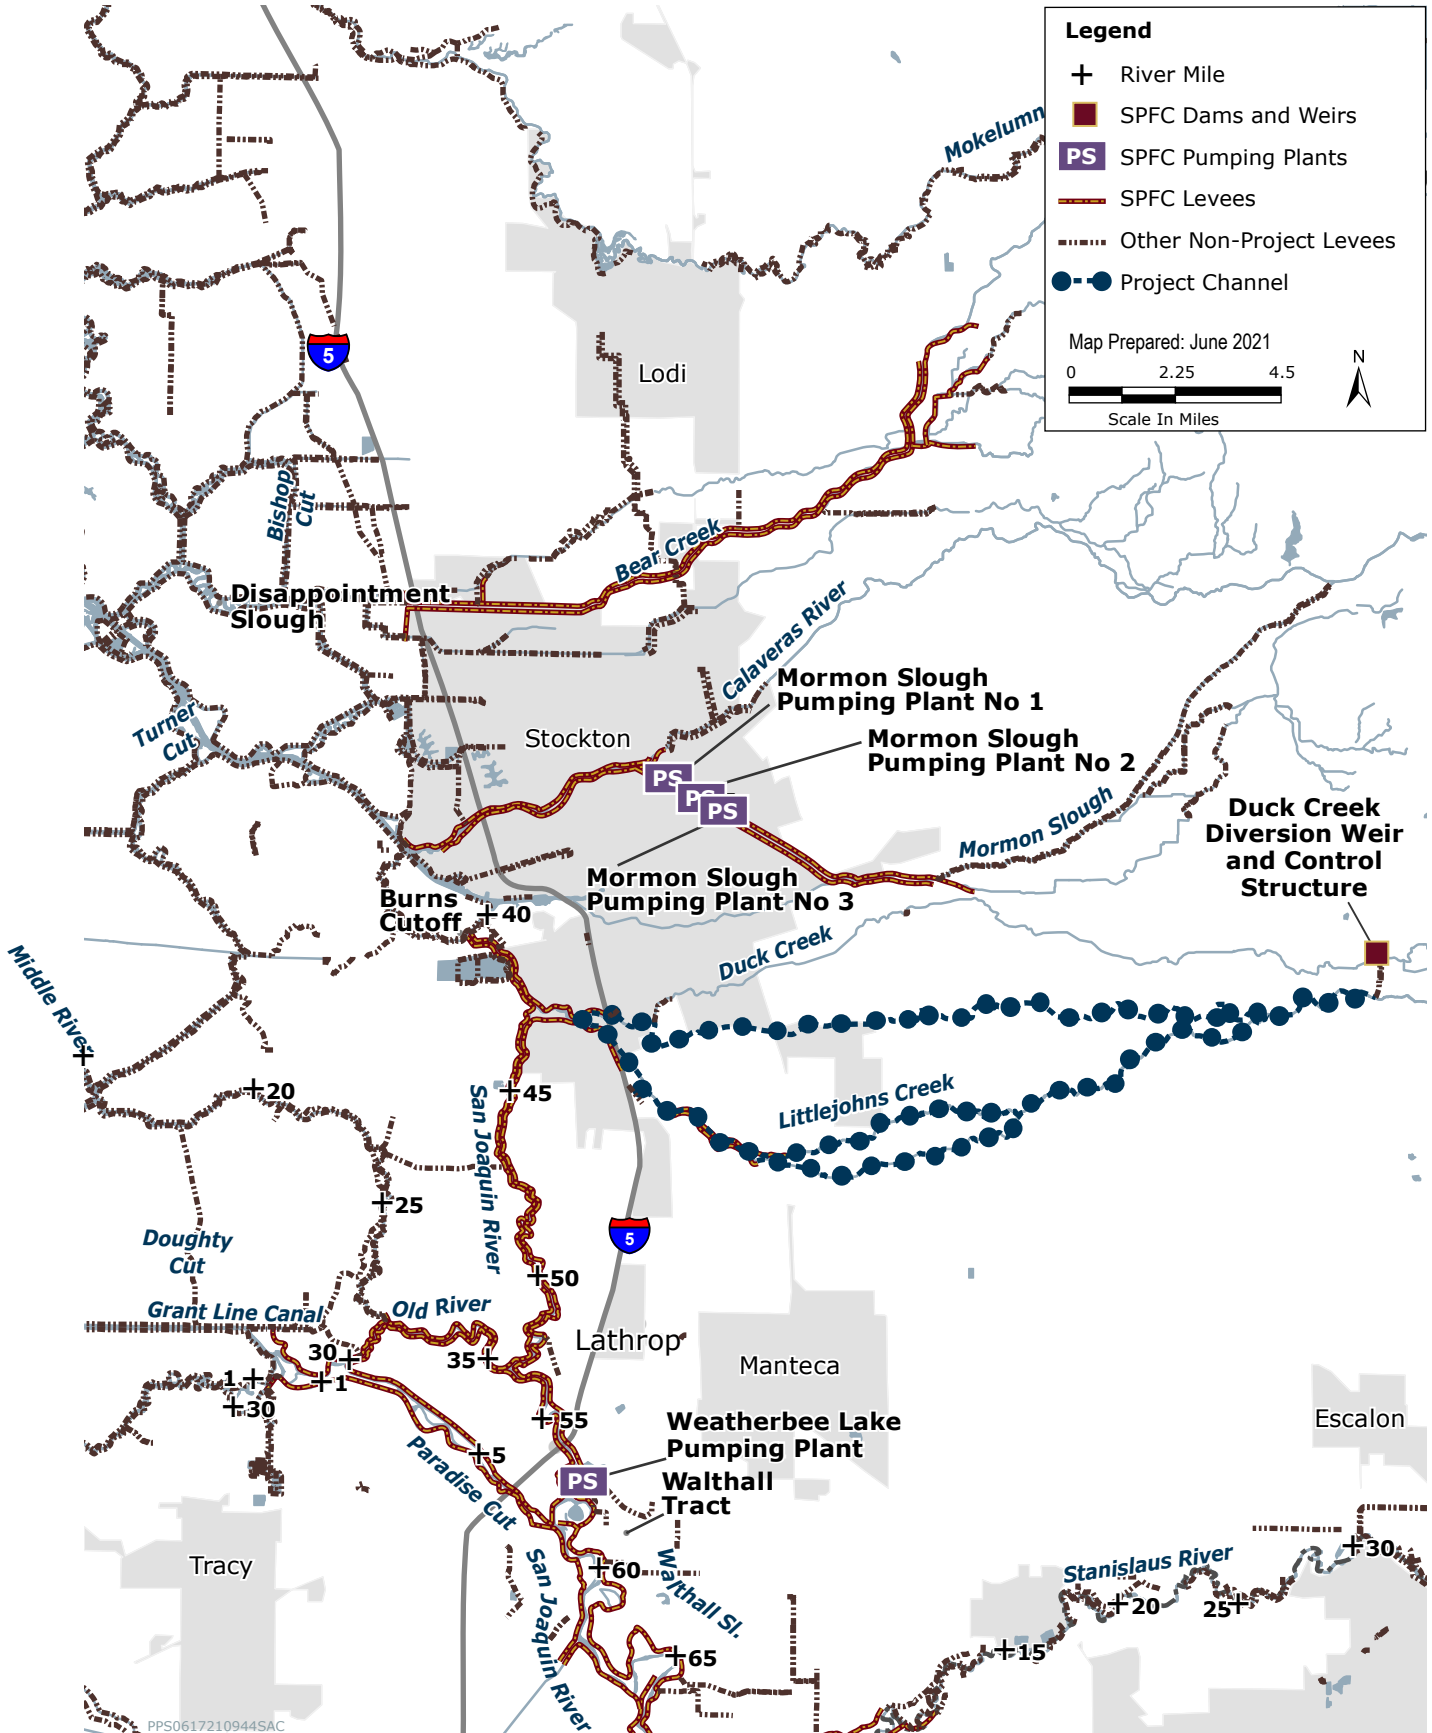 Legend
River Mile
SPFC Dams and Weirs
PS
SPFC Pumping Plants
SPFC Levees
Other Non-Project Levees
Project Channel
Map Prepared: June 2021
0 2.25 4.5
Scale In Miles
N
Mokelumn
5
Lodi
Bishop
Cut
Bear Creek
Disappointment
Slough
Calaveras River
Mormon Slough
Pumping Plant No 1
Turner
Cut
Stockton
Mormon Slough
Pumping Plant No 2
PS
PS
PS
Mormon Slough
Duck Creek
Diversion Weir
and Control
Structure
Mormon Slough
Pumping Plant No 3
Burns
Cutoff
40
Duck Creek
Middle River
20
45
San Joaquin River
Littlejohns Creek
25
Doughty
Cut
5
50
Grant Line Canal
Old River
Lathrop
30
35
1
1
30
Manteca
55
Weatherbee Lake
Pumping Plant
Escalon
5
Paradise Cut
PS
Walthall
Tract
Tracy
San Joaquin River
60
Walthall Sl.
Stanislaus River
30
20
25
15
65
PPS0617210944SAC